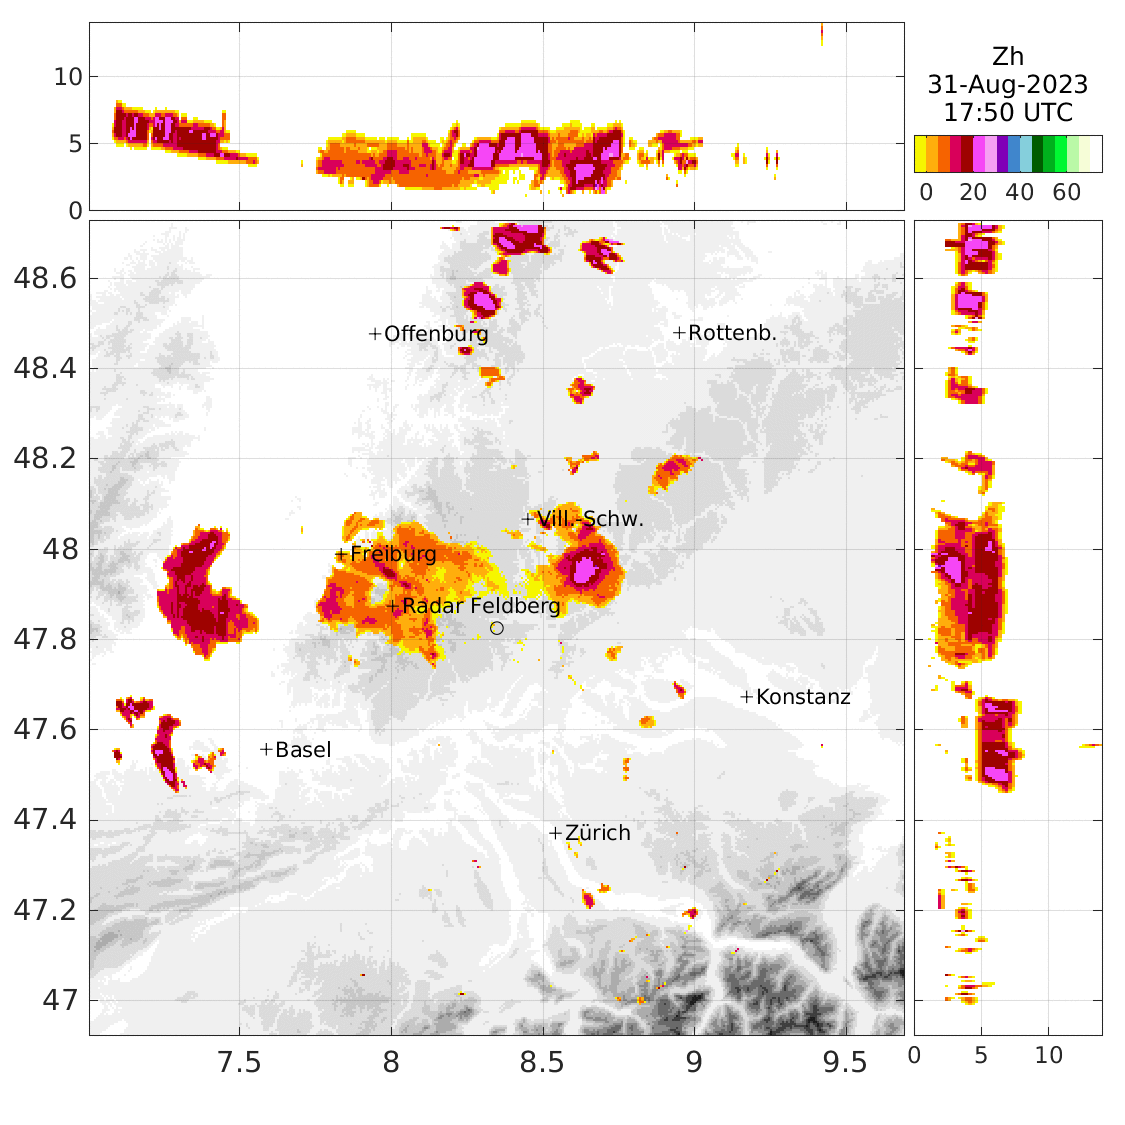 10
5
0
Zh
31-Aug-2023
17:50 UTC
0 20 40 60
48.6
48.4
48.2
48
47.8
47.6
47.4
47.2
47
+Offenburg
+Rottenb.
+Vill.-Schw.
+Freiburg
+Radar Feldberg
+Konstanz
+Basel
+Zürich
7.5 8 8.5 9 9.5
0 5 10